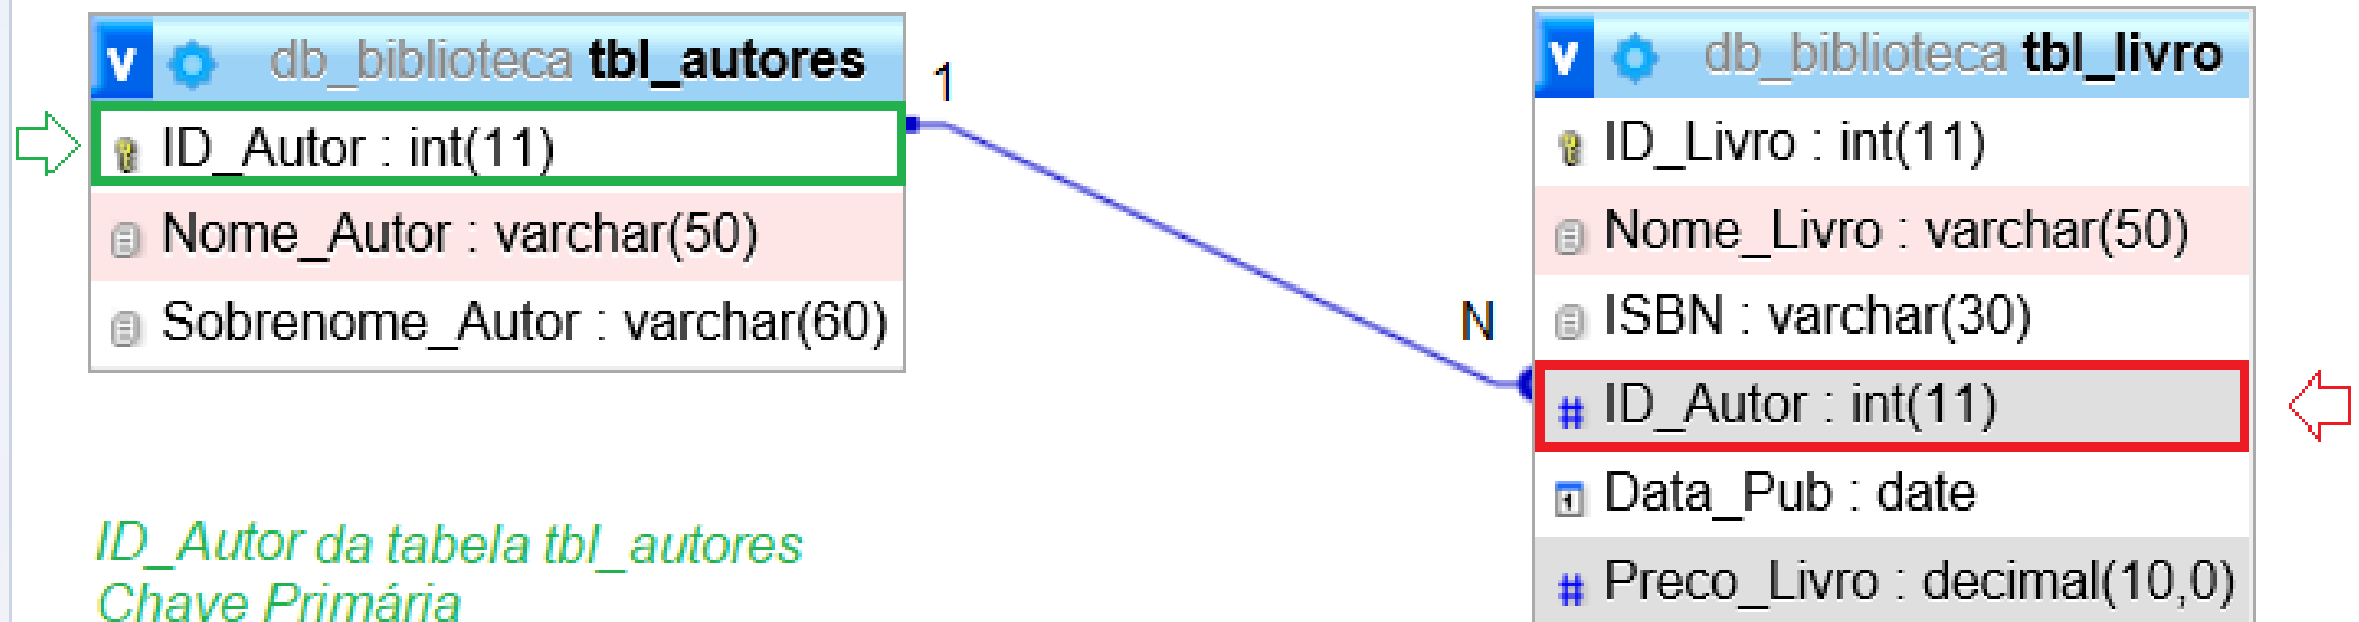 db_biblioteca tbl_autores
ID_Autor : int(11)
Nome_Autor : varchar(50)
Sobrenome_Autor : varchar(60)
1
N
db_biblioteca tbl_livro
ID_Livro : int(11)
Nome_Livro : varchar(50)
ISBN : varchar(30)
# ID_Autor : int(11)
Data_Pub : date
# Preco_Livro : decimal(10,0)
ID_Autor da tabela tbl_autores
Chave Primária